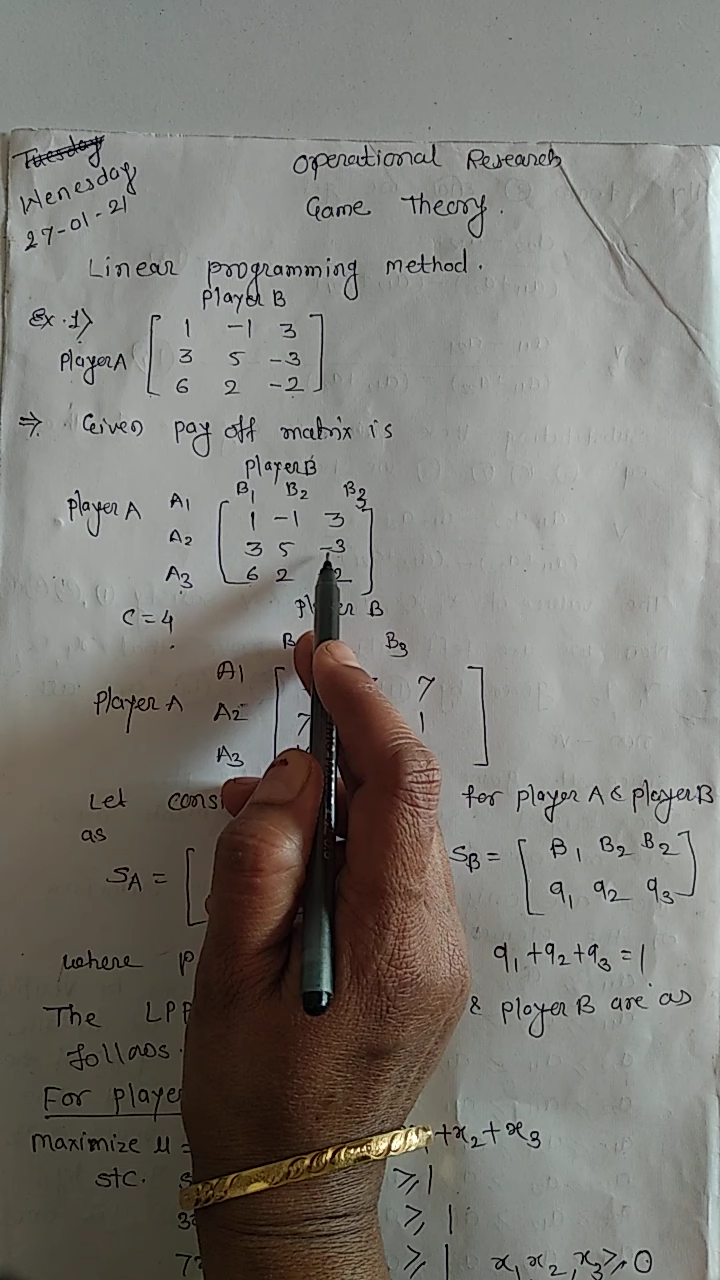 Tuesday
Wenesday
27-01-21
Operational Research
Game Theory.
Linear programming method.
Player B
Ex.1)
Player A [ 1 -1 3
3 5 -3
6 2 -2 ]
⇒ Given pay off matrix is
Player B
B1 B2 B3
Player A A1 [ 1 -1 3
A2 3 5 -3
A3 6 2 2 ]
C = 4
Player B
B B3
A1 7
Player A A2 7 1
A3
Let for player A & player B
as
SA = [ SB = [ B1 B2 B2
q1 q2 q3 ]
where p q1+q2+q3 = 1
The LPP & player B are as
follows.
For player
Maximize u = +x2+x3
stc. ≥ 1
≥ 1
≥ 1 x1 x2, x3 ≥ 0